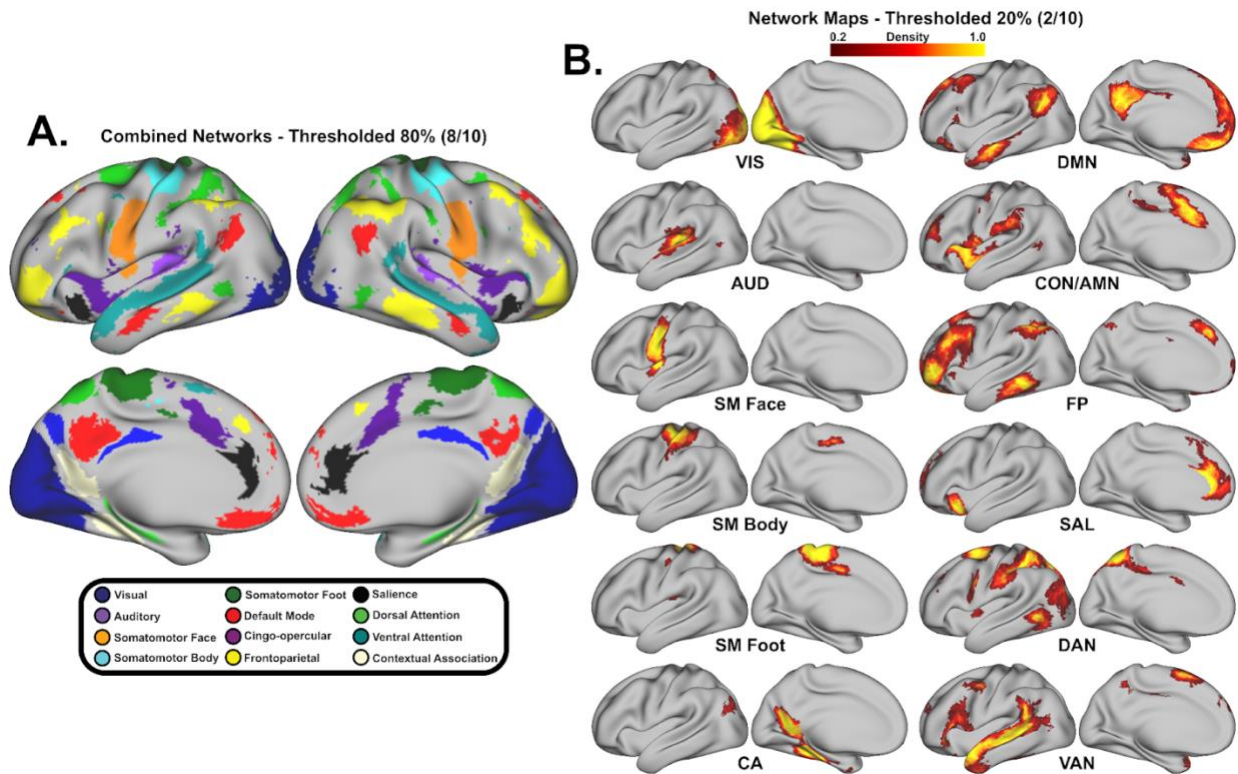 A.
Combined Networks - Thresholded 80% (8/10)
Visual
Auditory
Somatomotor Face
Somatomotor Body
Somatomotor Foot
Default Mode
Cingo-opercular
Frontoparietal
Salience
Dorsal Attention
Ventral Attention
Contextual Association
B.
Network Maps - Thresholded 20% (2/10)
0.2 Density 1.0
VIS
DMN
AUD
CON/AMN
SM Face
FP
SM Body
SAL
SM Foot
DAN
CA
VAN